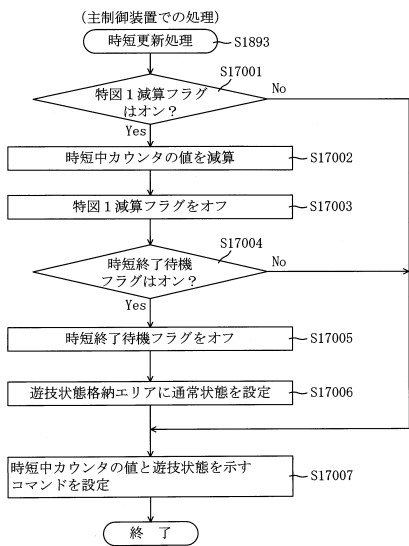 (主制御装置での処理)
時短更新処理
S1893
S17001
特図1減算フラグ
はオン?
No
Yes
時短中カウンタの値を減算
S17002
特図1減算フラグをオフ
S17003
S17004
時短終了待機
フラグはオン?
No
Yes
時短終了待機フラグをオフ
S17005
遊技状態格納エリアに通常状態を設定
S17006
時短中カウンタの値と遊技状態を示す
コマンドを設定
S17007
終 了